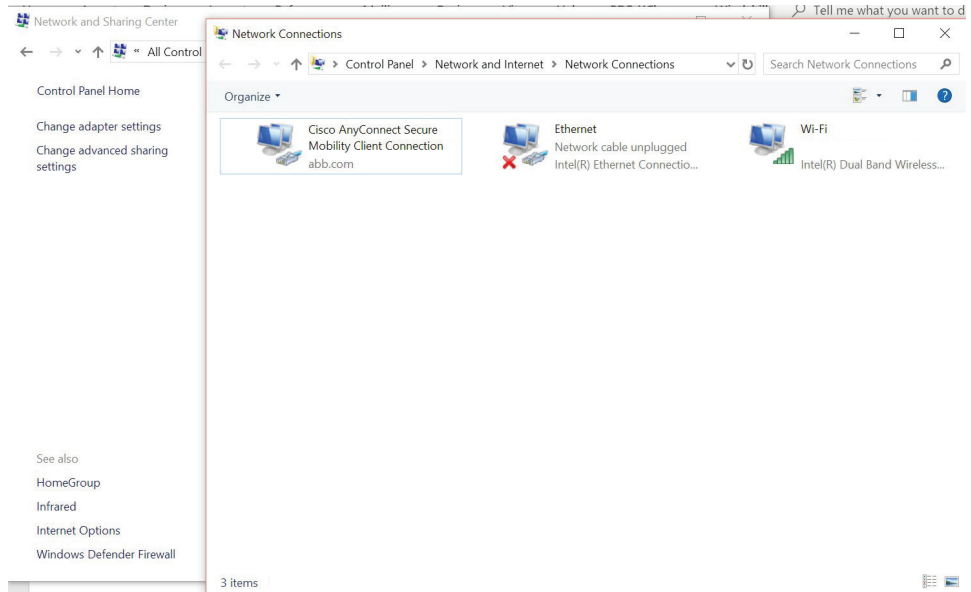 Tell me what you want to d
Network and Sharing Center
« All Control
Control Panel Home
Change adapter settings
Change advanced sharing
settings
See also
HomeGroup
Infrared
Internet Options
Windows Defender Firewall
Network Connections
Control Panel > Network and Internet > Network Connections
Search Network Connections
Organize
Cisco AnyConnect Secure
Mobility Client Connection
abb.com
Ethernet
Network cable unplugged
Intel(R) Ethernet Connectio...
Wi-Fi
Intel(R) Dual Band Wireless...
3 items